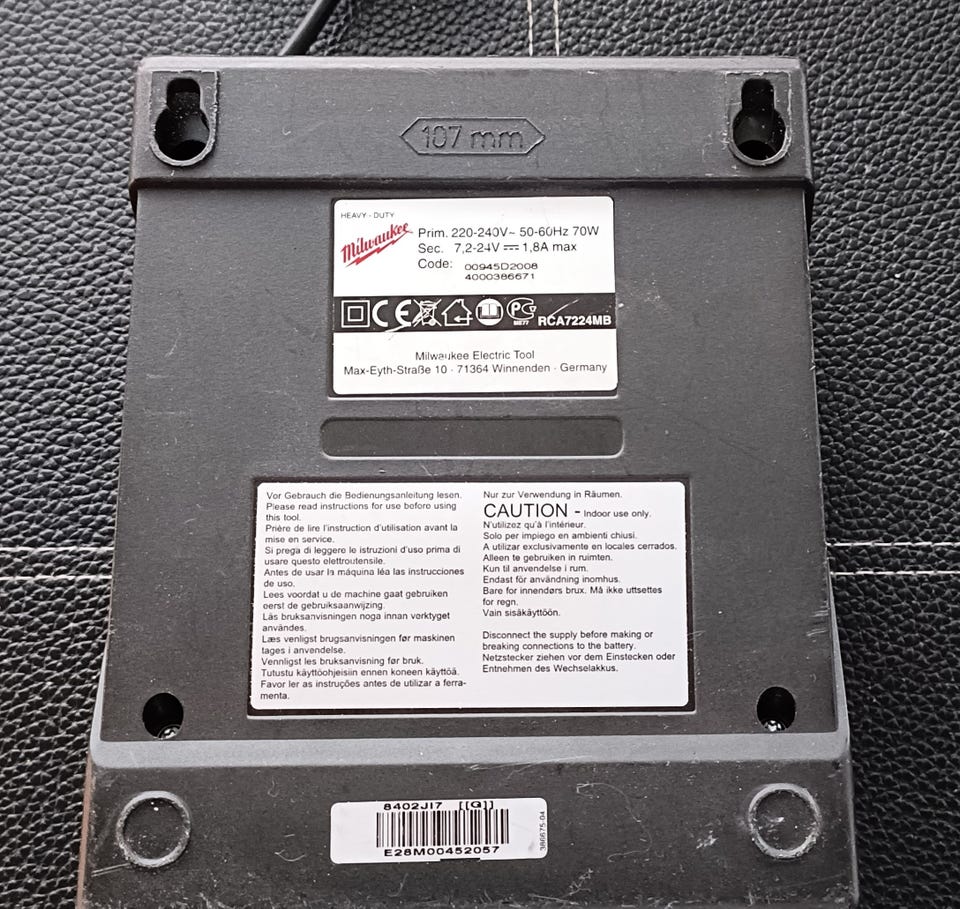 107 mm
HEAVY - DUTY
Milwaukee
Prim. 220-240V~ 50-60Hz 70W
Sec. 7,2-24V ⎓ 1,8A max
Code: 00945D2008
4000386671
CE
PC
ME77
RCA7224MB
Milwaukee Electric Tool
Max-Eyth-Straße 10 · 71364 Winnenden · Germany
Vor Gebrauch die Bedienungsanleitung lesen.
Please read instructions for use before using
this tool.
Prière de lire l'instruction d'utilisation avant la
mise en service.
Si prega di leggere le istruzioni d'uso prima di
usare questo elettroutensile.
Antes de usar la máquina léa las instrucciones
de uso.
Lees voordat u de machine gaat gebruiken
eerst de gebruiksaanwijzing.
Läs bruksanvisningen noga innan verktyget
användes.
Læs venligst brugsanvisningen før maskinen
tages i anvendelse.
Vennligst les bruksanvisning før bruk.
Tutustu käyttöohjeisiin ennen koneen käyttöä.
Favor ler as instruções antes de utilizar a ferra-
menta.
Nur zur Verwendung in Räumen.
CAUTION - Indoor use only.
N'utilizez qu'à l'intérieur.
Solo per impiego en ambienti chiusi.
A utilizar exclusivamente en locales cerrados.
Alleen te gebruiken in ruimten.
Kun til anvendelse i rum.
Endast för användning inomhus.
Bare for innendørs brux. Må ikke uttsettes
for regn.
Vain sisäkäyttöön.
Disconnect the supply before making or
breaking connections to the battery.
Netzstecker ziehen vor dem Einstecken oder
Entnehmen des Wechselakkus.
8402JI7 [[G]]
E28M00452057
386675-04